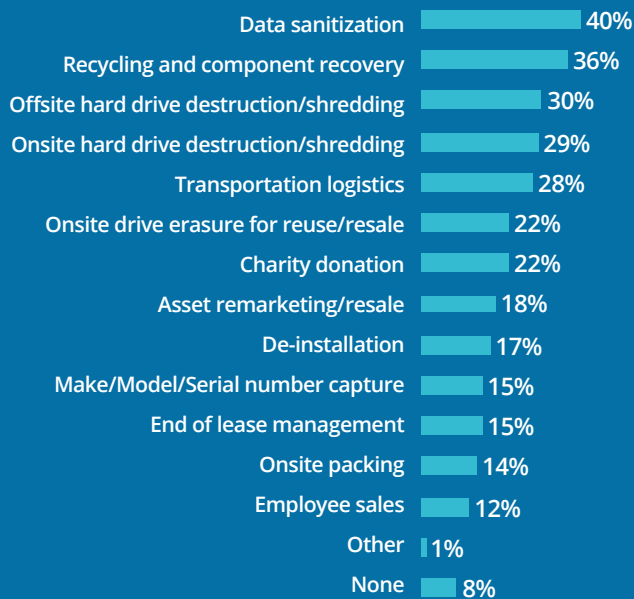 Data sanitization 40%
Recycling and component recovery 36%
Offsite hard drive destruction/shredding 30%
Onsite hard drive destruction/shredding 29%
Transportation logistics 28%
Onsite drive erasure for reuse/resale 22%
Charity donation 22%
Asset remarketing/resale 18%
De-installation 17%
Make/Model/Serial number capture 15%
End of lease management 15%
Onsite packing 14%
Employee sales 12%
Other 1%
None 8%